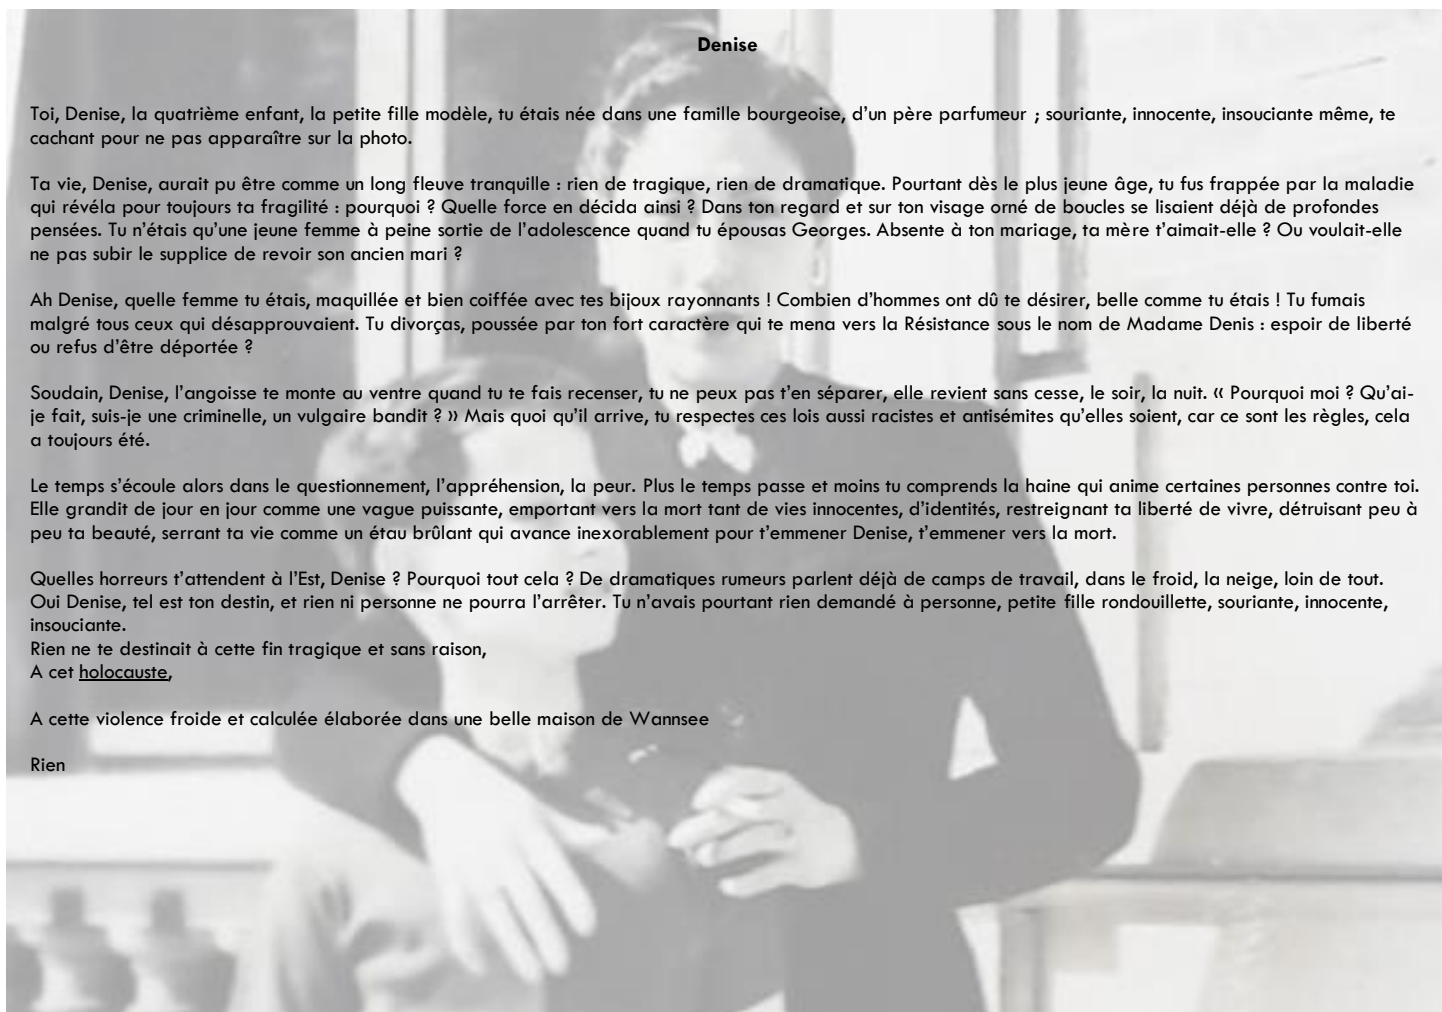 Denise
Toi, Denise, la quatrième enfant, la petite fille modèle, tu étais née dans une famille bourgeoise, d'un père parfumeur ; souriante, innocente, insouciante même, te
cachant pour ne pas apparaître sur la photo.
Ta vie, Denise, aurait pu être comme un long fleuve tranquille : rien de tragique, rien de dramatique. Pourtant dès le plus jeune âge, tu fus frappée par la maladie
qui révéla pour toujours ta fragilité : pourquoi ? Quelle force en décida ainsi ? Dans ton regard et sur ton visage orné de boucles se lisaient déjà de profondes
pensées. Tu n'étais qu'une jeune femme à peine sortie de l'adolescence quand tu épousas Georges. Absente à ton mariage, ta mère t'aimait-elle ? Ou voulait-elle
ne pas subir le supplice de revoir son ancien mari ?
Ah Denise, quelle femme tu étais, maquillée et bien coiffée avec tes bijoux rayonnants ! Combien d'hommes ont dû te désirer, belle comme tu étais ! Tu fumais
malgré tous ceux qui désapprouvaient. Tu divorças, poussée par ton fort caractère qui te mena vers la Résistance sous le nom de Madame Denis : espoir de liberté
ou refus d'être déportée ?
Soudain, Denise, l'angoisse te monte au ventre quand tu te fais recenser, tu ne peux pas t'en séparer, elle revient sans cesse, le soir, la nuit. « Pourquoi moi ? Qu'ai-
je fait, suis-je une criminelle, un vulgaire bandit ? » Mais quoi qu'il arrive, tu respectes ces lois aussi racistes et antisémites qu'elles soient, car ce sont les règles, cela
a toujours été.
Le temps s'écoule alors dans le questionnement, l'appréhension, la peur. Plus le temps passe et moins tu comprends la haine qui anime certaines personnes contre toi.
Elle grandit de jour en jour comme une vague puissante, emportant vers la mort tant de vies innocentes, d'identités, restreignant ta liberté de vivre, détruisant peu à
peu ta beauté, serrant ta vie comme un étau brûlant qui avance inexorablement pour t'emmener Denise, t'emmener vers la mort.
Quelles horreurs t'attendent à l'Est, Denise ? Pourquoi tout cela ? De dramatiques rumeurs parlent déjà de camps de travail, dans le froid, la neige, loin de tout.
Oui Denise, tel est ton destin, et rien ni personne ne pourra l'arrêter. Tu n'avais pourtant rien demandé à personne, petite fille rondouillette, souriante, innocente,
insouciante.
Rien ne te destinait à cette fin tragique et sans raison,
A cet holocauste,
A cette violence froide et calculée élaborée dans une belle maison de Wannsee
Rien